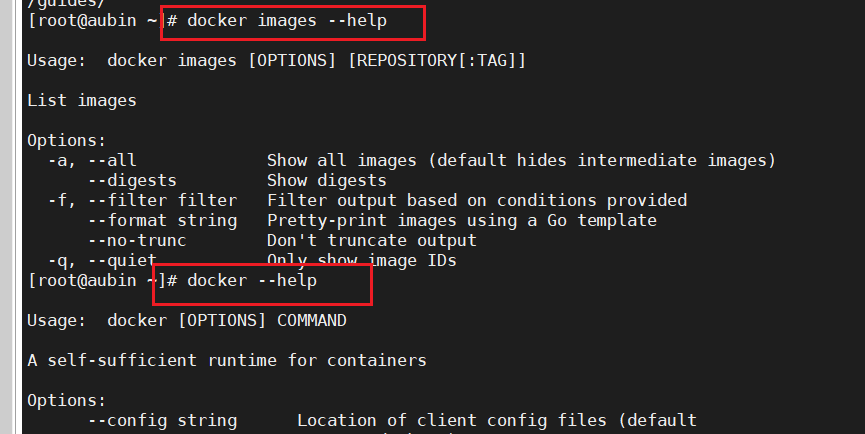 /guides/
[root@aubin ~]# docker images --help
Usage:  docker images [OPTIONS] [REPOSITORY[:TAG]]
List images
Options:
  -a, --all             Show all images (default hides intermediate images)
      --digests         Show digests
  -f, --filter filter   Filter output based on conditions provided
      --format string   Pretty-print images using a Go template
      --no-trunc        Don't truncate output
  -q, --quiet           Only show image IDs
[root@aubin ~]# docker --help
Usage:  docker [OPTIONS] COMMAND
A self-sufficient runtime for containers
Options:
      --config string      Location of client config files (default